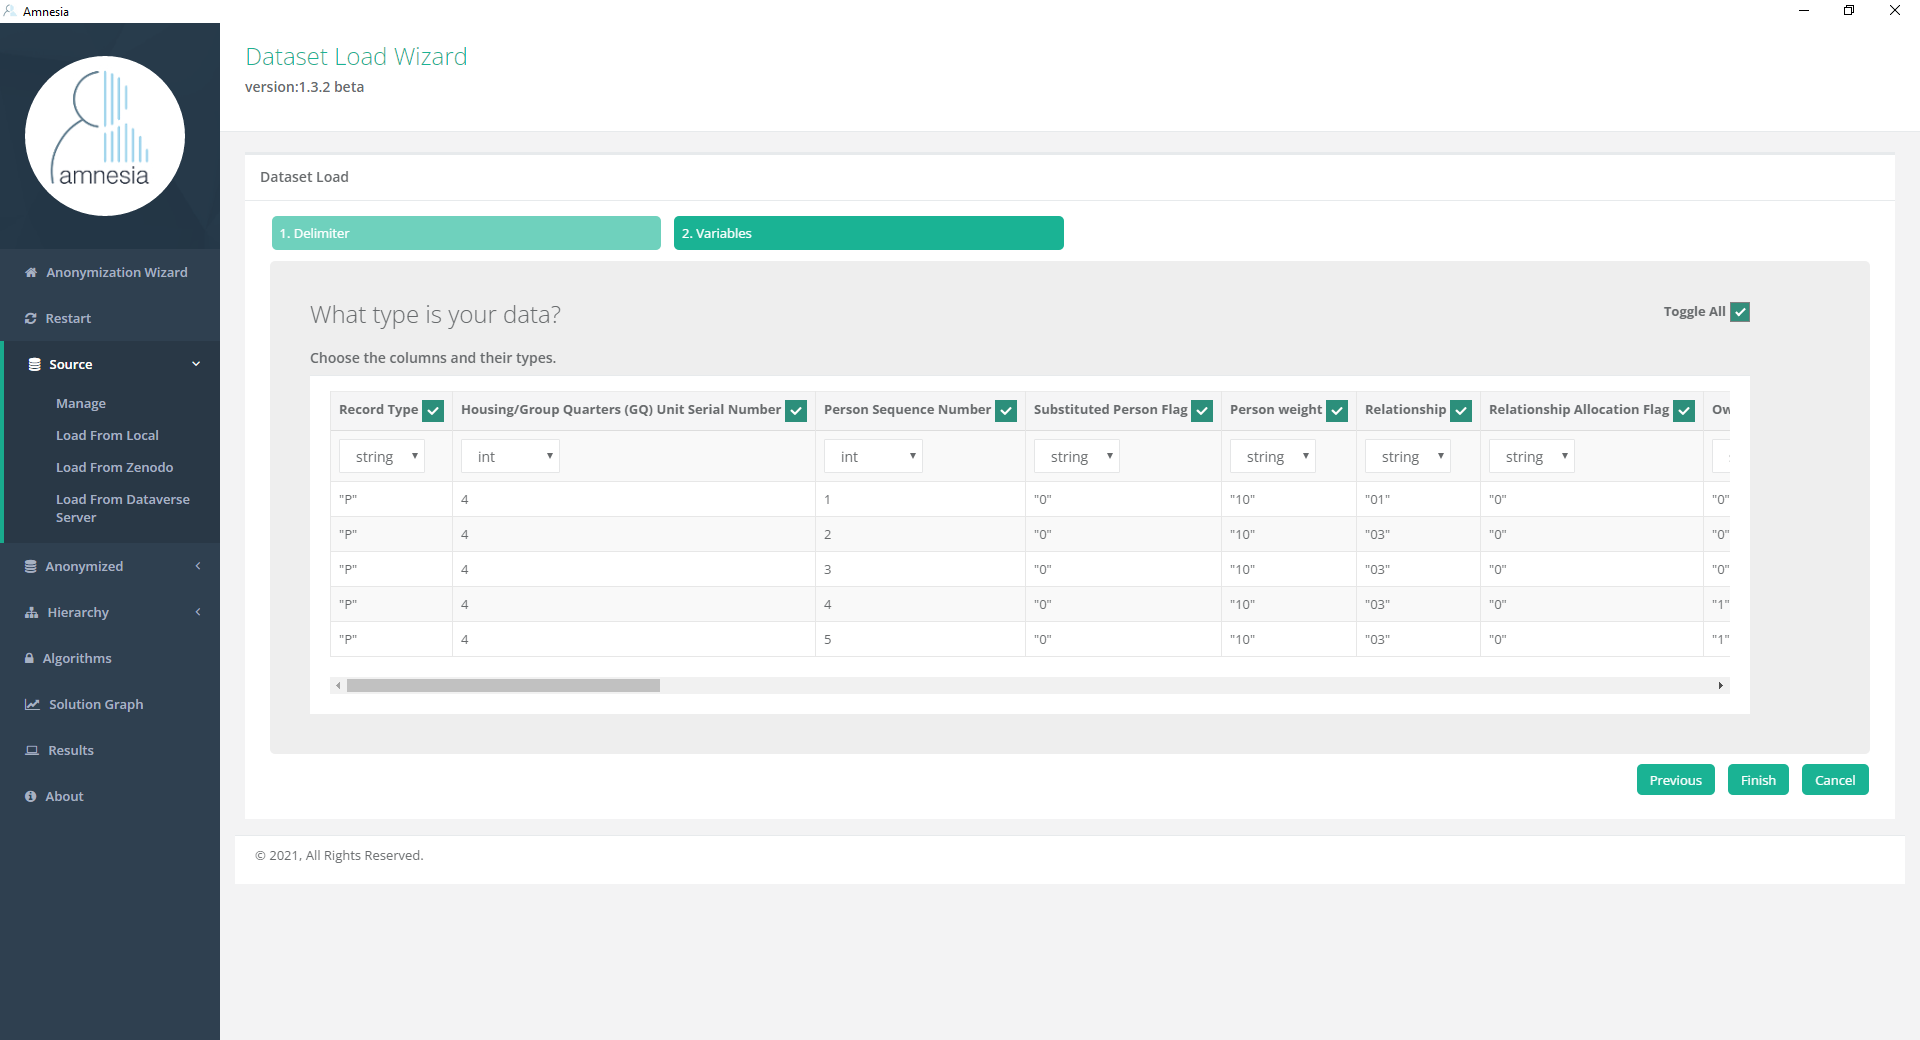 Amnesia
amnesia
Anonymization Wizard
Restart
Source
Manage
Load From Local
Load From Zenodo
Load From Dataverse
Server
Anonymized
Hierarchy
Algorithms
Solution Graph
Results
About
Dataset Load Wizard
version:1.3.2 beta
Dataset Load
1. Delimiter 2. Variables
What type is your data?
Toggle All
Choose the columns and their types.
Record Type Housing/Group Quarters (GQ) Unit Serial Number Person Sequence Number Substituted Person Flag Person weight Relationship Relationship Allocation Flag Ow
string int int string string string string
"P" 4 1 "0" "10" "01" "0" "0"
"P" 4 2 "0" "10" "03" "0" "0"
"P" 4 3 "0" "10" "03" "0" "0"
"P" 4 4 "0" "10" "03" "0" "1"
"P" 4 5 "0" "10" "03" "0" "1"
Previous Finish Cancel
© 2021, All Rights Reserved.